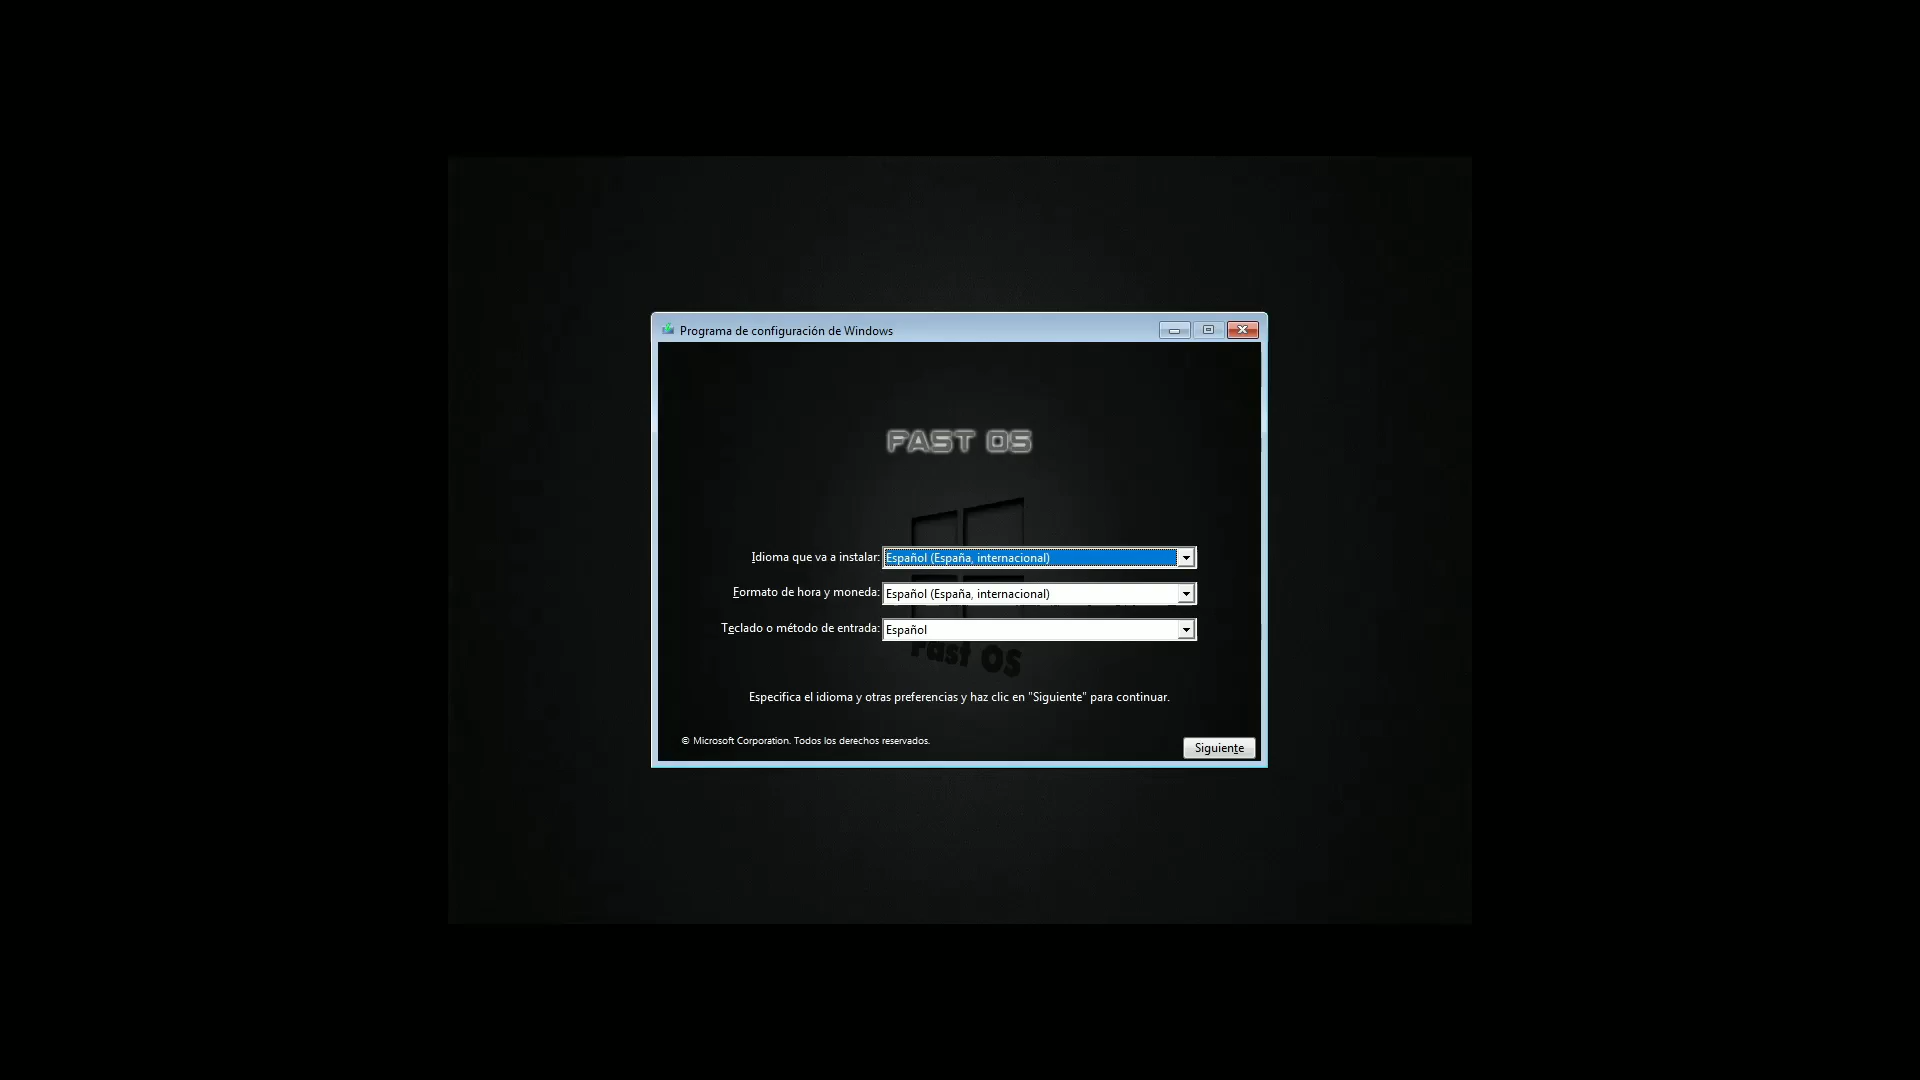 Programa de configuración de Windows
FAST OS
Idioma que va a instalar: Español (España, internacional)
Formato de hora y moneda: Español (España, internacional)
Teclado o método de entrada: Español
Fast OS
Especifica el idioma y otras preferencias y haz clic en "Siguiente" para continuar.
© Microsoft Corporation. Todos los derechos reservados.
Siguiente